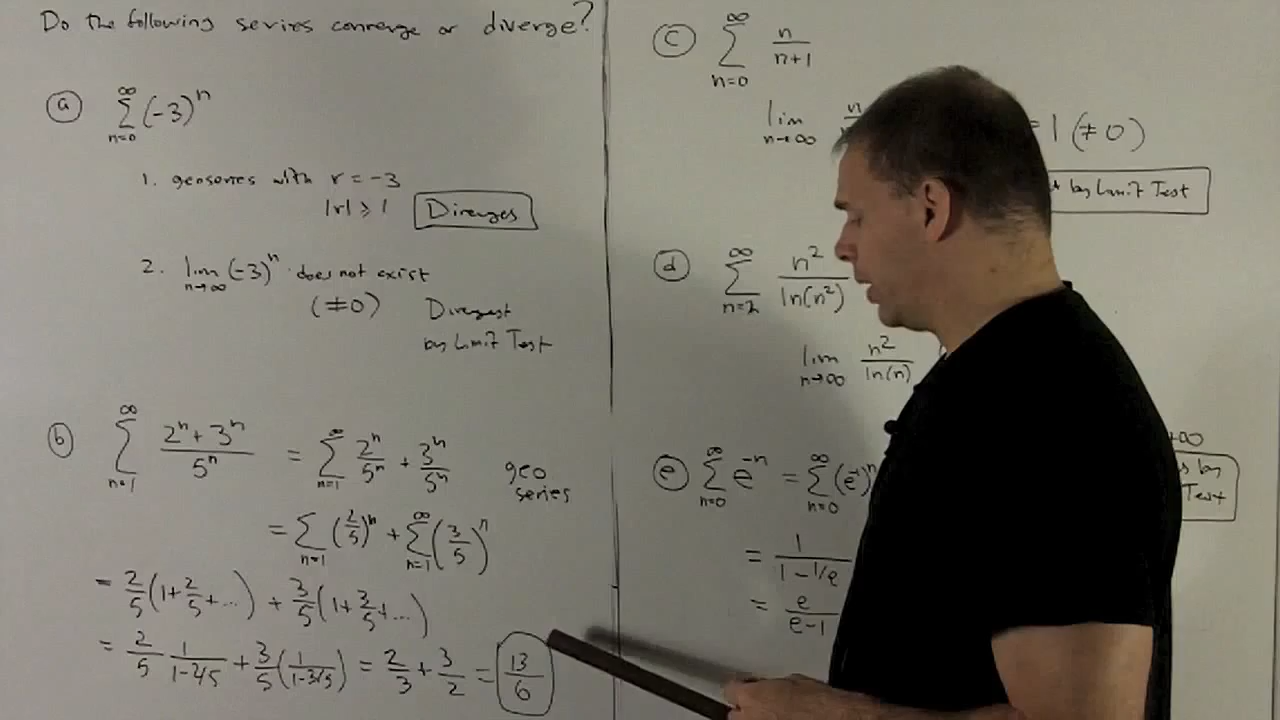 Do the following series converge or diverge?
(a) ∑_{n=0}^{∞} (-3)^n
1. geoseries with r = -3
|r| ≥ 1 Diverges
2. lim_{n→∞} (-3)^n does not exist
(≠0) Divergest
by Limit Test
(b) ∑_{n=1}^{∞} (2^n + 3^n)/5^n = ∑_{n=1}^{∞} 2^n/5^n + 3^n/5^n geo
series
= ∑_{n=1} (2/5)^n + ∑_{n=1}^{∞} (3/5)^n
= 2/5 (1 + 2/5 + ...) + 3/5 (1 + 3/5 + ...)
= 2/5 1/(1-2/5) + 3/5 (1/(1-3/5)) = 2/3 + 3/2 = 13/6
(c) ∑_{n=0}^{∞} n/(n+1)
lim_{n→∞} n = 1 (≠0)
by Limit Test
(d) ∑_{n=2}^{∞} n^2/ln(n^2)
lim_{n→∞} n^2/ln(n)
+∞
by
Test
(e) ∑_{n=0}^{∞} e^{-n} = ∑_{n=0}^{∞} (e^{-1})^n
= 1/(1-1/e)
= e/(e-1)